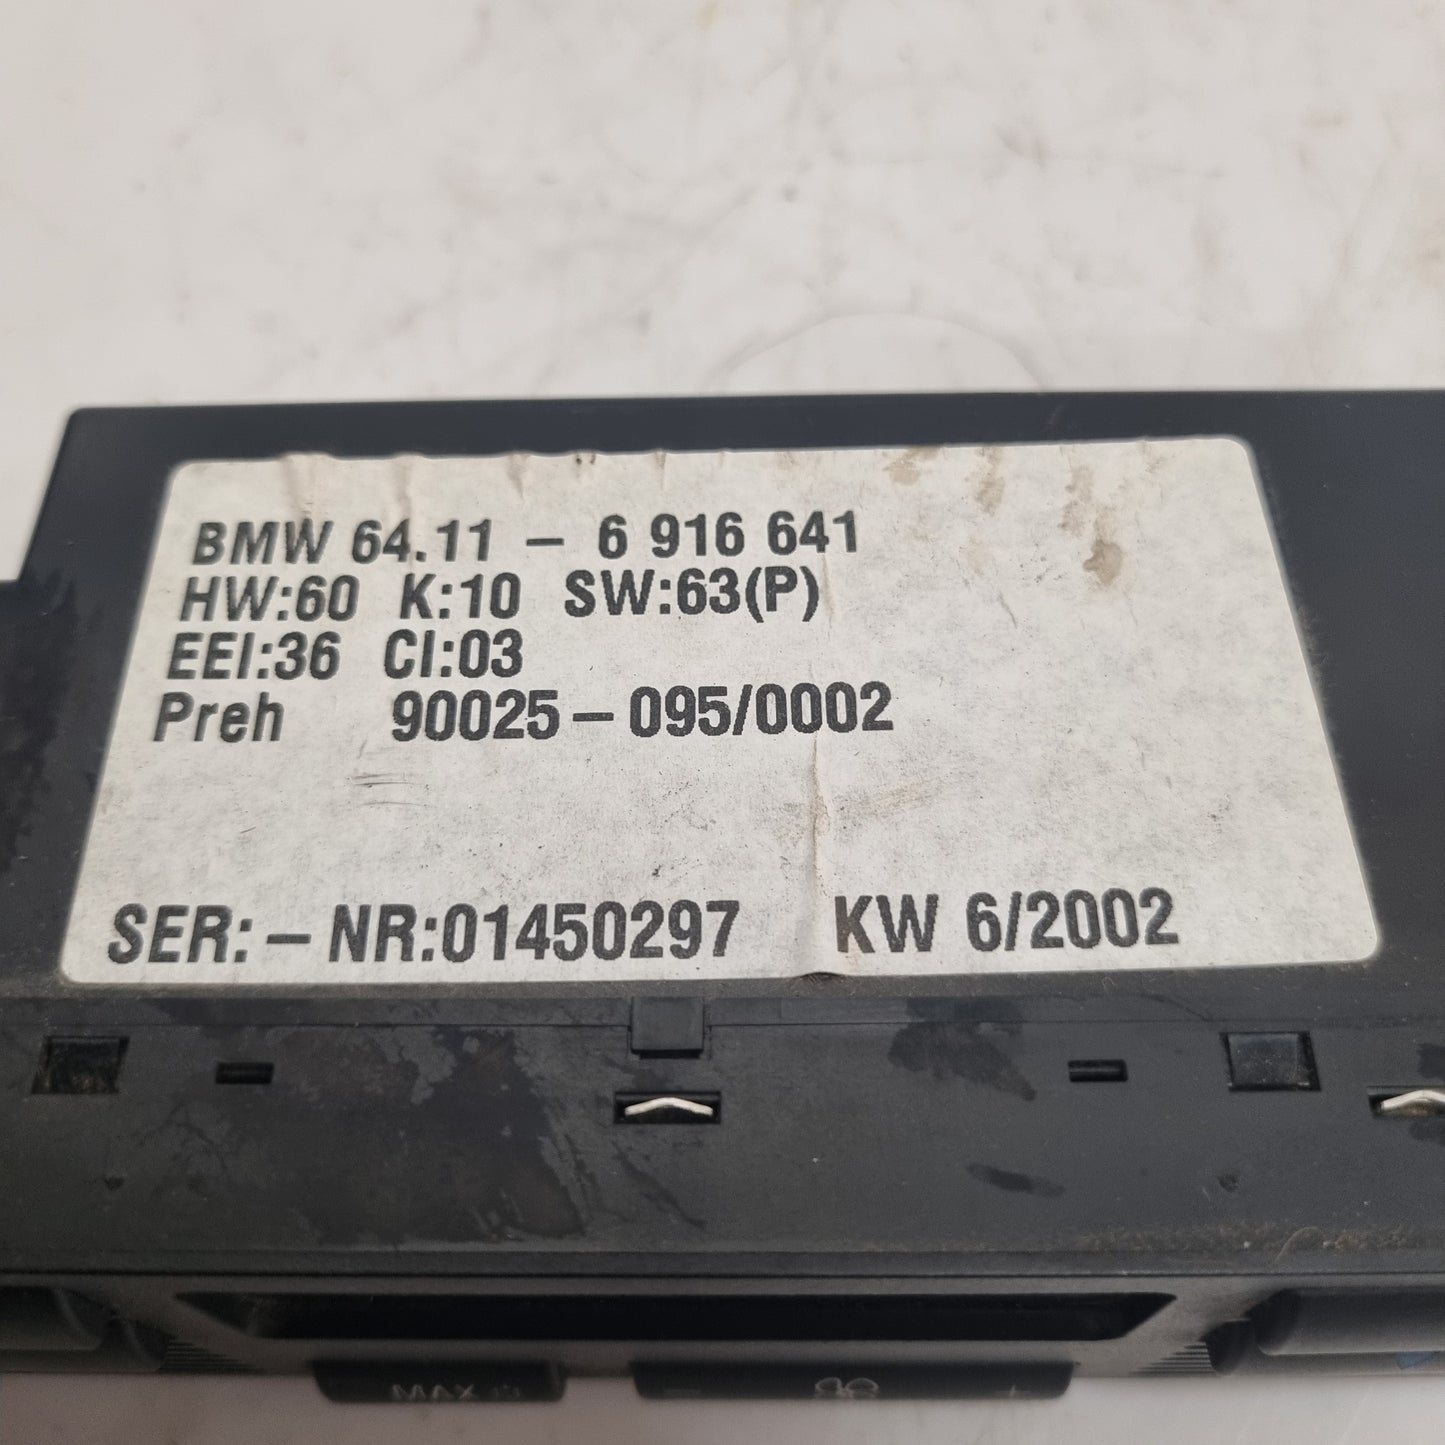 BMW 64.11 – 6 916 641
HW:60 K:10 SW:63(P)
EEI:36 CI:03
Preh 90025–095/0002
SER:–NR:01450297 KW 6/2002
MAX
– +